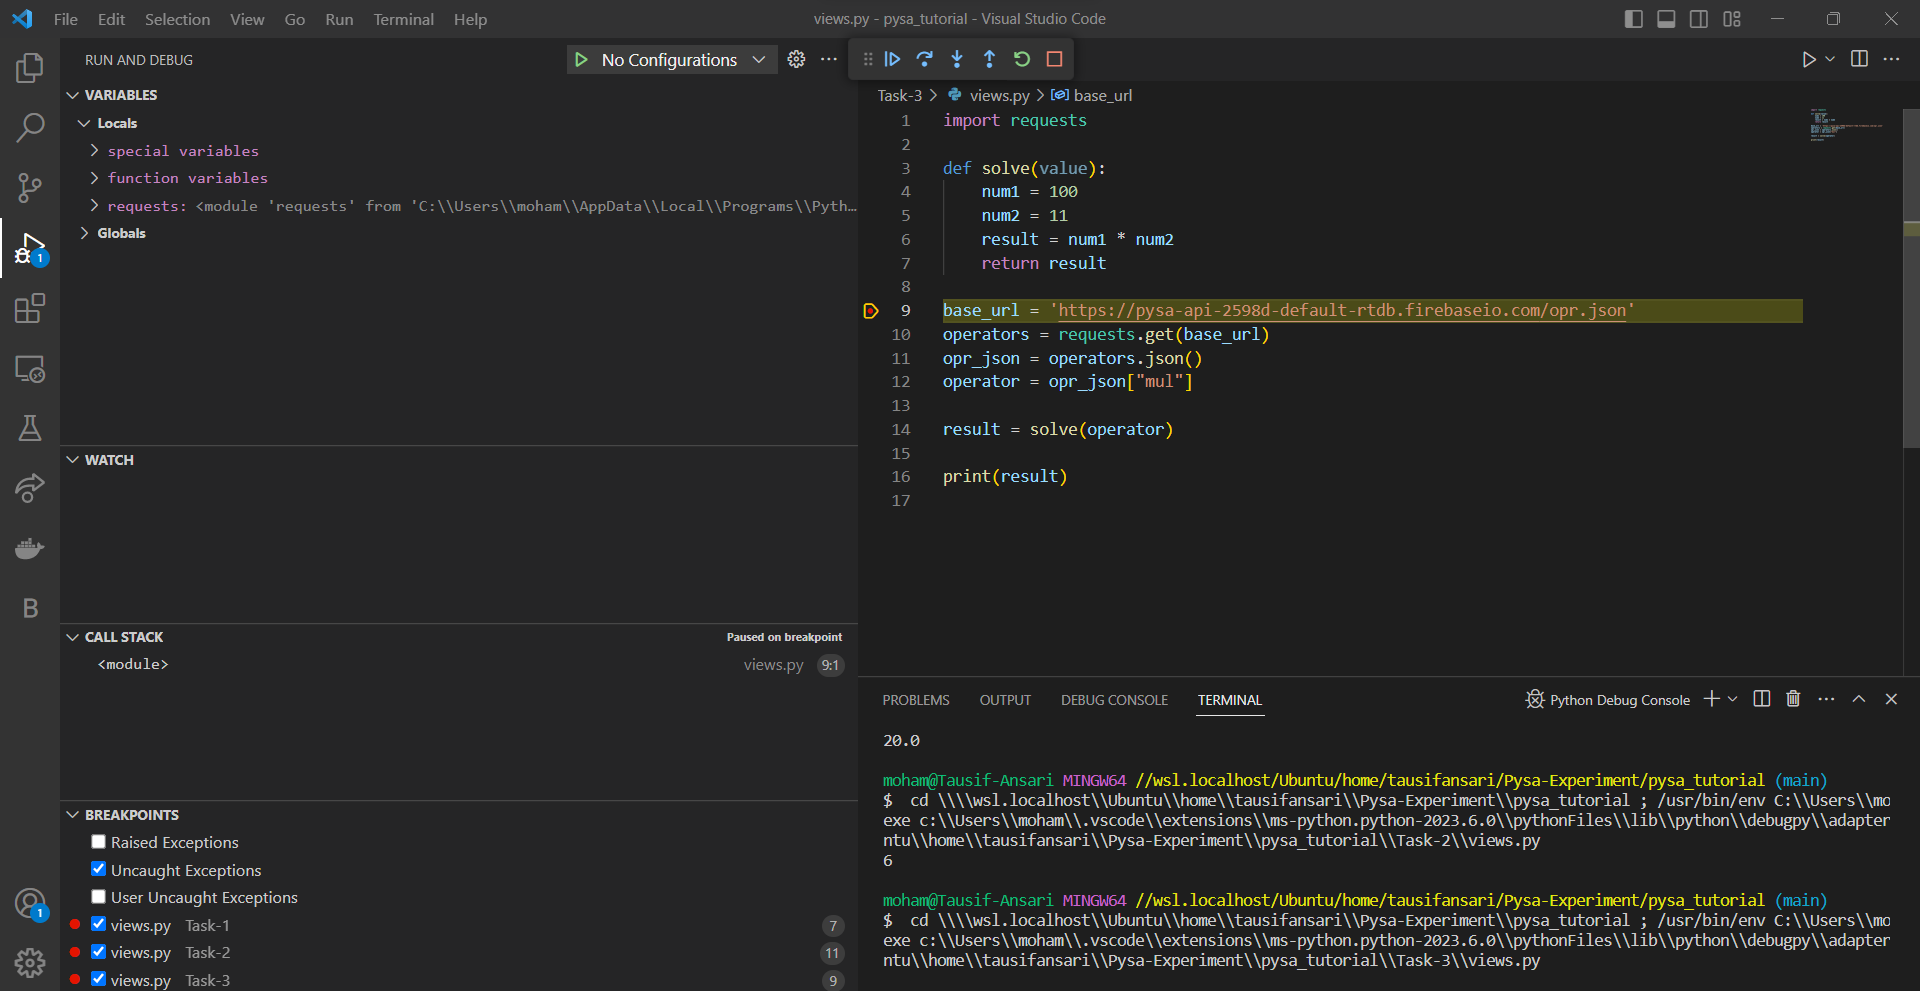 File Edit Selection View Go Run Terminal Help
views.py - pysa_tutorial - Visual Studio Code
RUN AND DEBUG
No Configurations
VARIABLES
Locals
special variables
function variables
requests: <module 'requests' from 'C:\\Users\\moham\\AppData\\Local\\Programs\\Pyth…
Globals
WATCH
CALL STACK
Paused on breakpoint
<module>
views.py 9:1
BREAKPOINTS
Raised Exceptions
Uncaught Exceptions
User Uncaught Exceptions
views.py Task-1 7
views.py Task-2 11
views.py Task-3 9
1
B
1
Task-3 > views.py > base_url
1 import requests
2
3 def solve(value):
4     num1 = 100
5     num2 = 11
6     result = num1 * num2
7     return result
8
9 base_url = 'https://pysa-api-2598d-default-rtdb.firebaseio.com/opr.json'
10 operators = requests.get(base_url)
11 opr_json = operators.json()
12 operator = opr_json["mul"]
13
14 result = solve(operator)
15
16 print(result)
17
PROBLEMS OUTPUT DEBUG CONSOLE TERMINAL
Python Debug Console
20.0
moham@Tausif-Ansari MINGW64 //wsl.localhost/Ubuntu/home/tausifansari/Pysa-Experiment/pysa_tutorial (main)
$  cd \\\\wsl.localhost\\Ubuntu\\home\\tausifansari\\Pysa-Experiment\\pysa_tutorial ; /usr/bin/env C:\\Users\\mo
exe c:\\Users\\moham\\.vscode\\extensions\\ms-python.python-2023.6.0\\pythonFiles\\lib\\python\\debugpy\\adapter
ntu\\home\\tausifansari\\Pysa-Experiment\\pysa_tutorial\\Task-2\\views.py
6
moham@Tausif-Ansari MINGW64 //wsl.localhost/Ubuntu/home/tausifansari/Pysa-Experiment/pysa_tutorial (main)
$  cd \\\\wsl.localhost\\Ubuntu\\home\\tausifansari\\Pysa-Experiment\\pysa_tutorial ; /usr/bin/env C:\\Users\\mo
exe c:\\Users\\moham\\.vscode\\extensions\\ms-python.python-2023.6.0\\pythonFiles\\lib\\python\\debugpy\\adapter
ntu\\home\\tausifansari\\Pysa-Experiment\\pysa_tutorial\\Task-3\\views.py